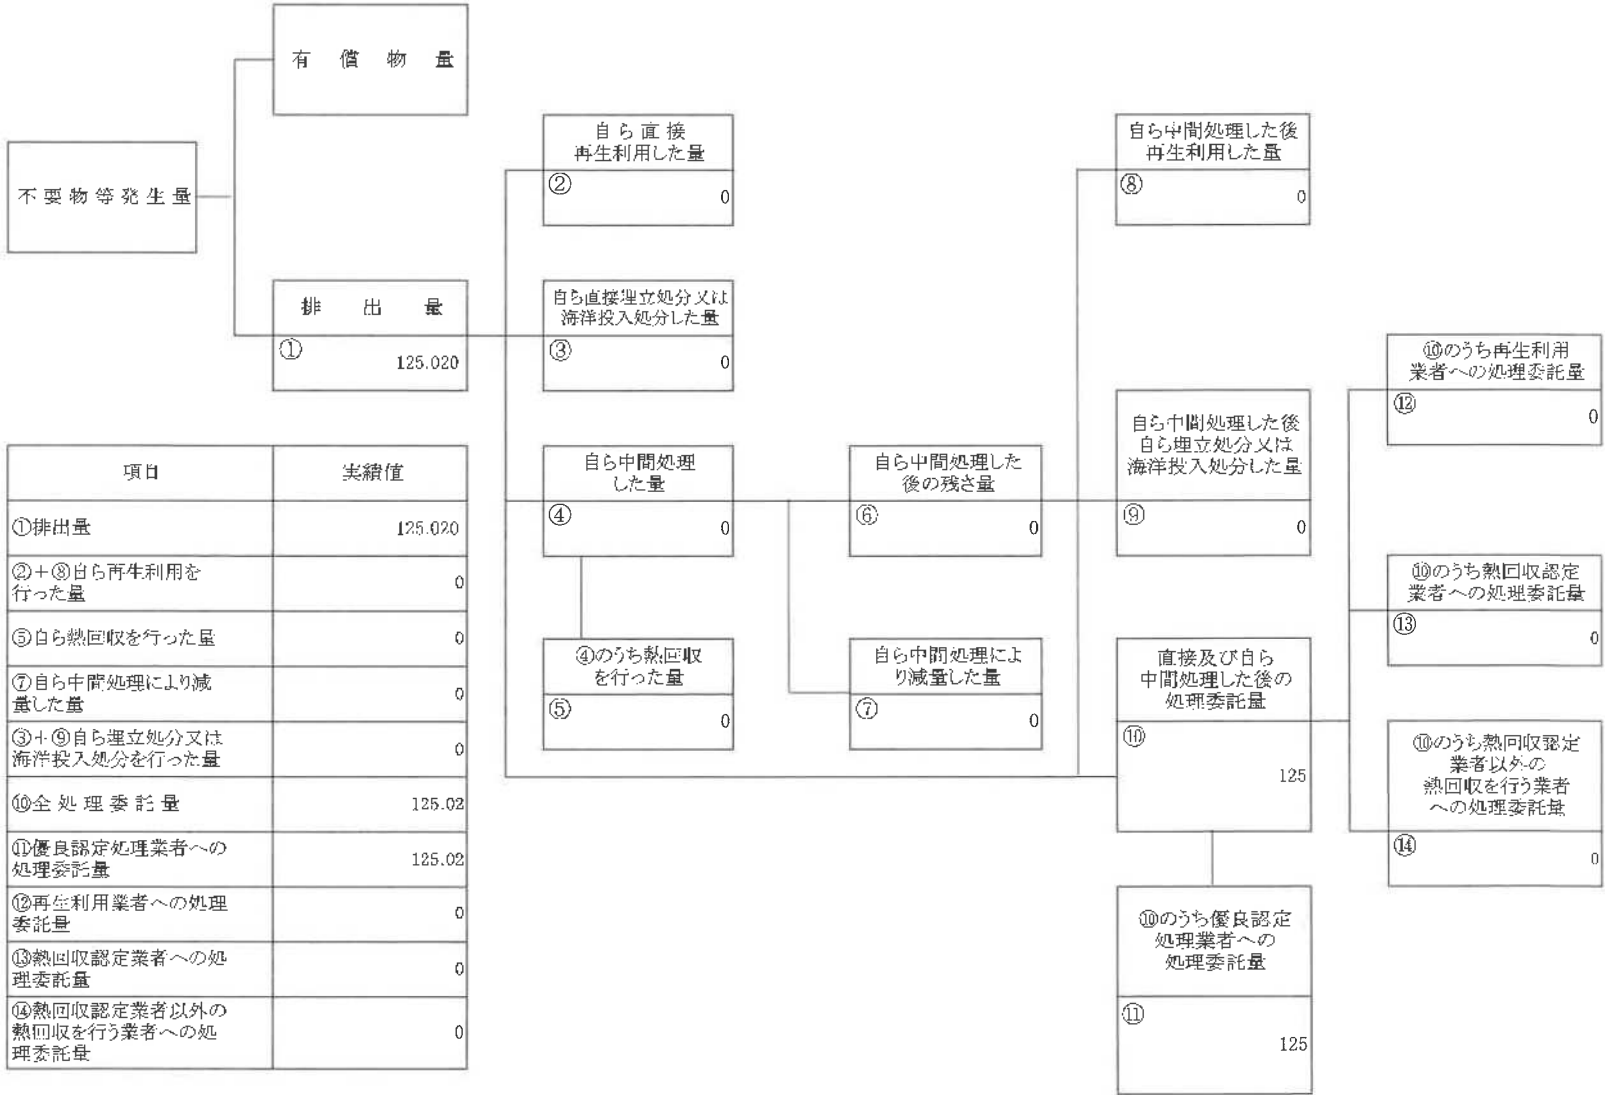 有 償 物 量
不要物等発生量
排 出 量
①
125.020
自ら直接
再生利用した量
②
0
自ら直接埋立処分又は
海洋投入処分した量
③
0
自ら中間処理
した量
④
0
④のうち熱回収
を行った量
⑤
0
自ら中間処理した
後の残さ量
⑥
0
自ら中間処理によ
り減量した量
⑦
0
自ら中間処理した後
再生利用した量
⑧
0
自ら中間処理した後
自ら埋立処分又は
海洋投入処分した量
⑨
0
直接及び自ら
中間処理した後の
処理委託量
⑩
125
⑩のうち優良認定
処理業者への
処理委託量
⑪
125
⑩のうち再生利用
業者への処理委託量
⑫
0
⑩のうち熱回収認定
業者への処理委託量
⑬
0
⑩のうち熱回収認定
業者以外の
熱回収を行う業者
への処理委託量
⑭
0
項目 実績値
①排出量 125.020
②+⑧自ら再生利用を
行った量 0
⑤自ら熱回収を行った量 0
⑦自ら中間処理により減
量した量 0
③+⑨自ら埋立処分又は
海洋投入処分を行った量 0
⑩全処理委託量 125.02
⑪優良認定処理業者への
処理委託量 125.02
⑫再生利用業者への処理
委託量 0
⑬熱回収認定業者への処
理委託量 0
⑭熱回収認定業者以外の
熱回収を行う業者への処
理委託量 0